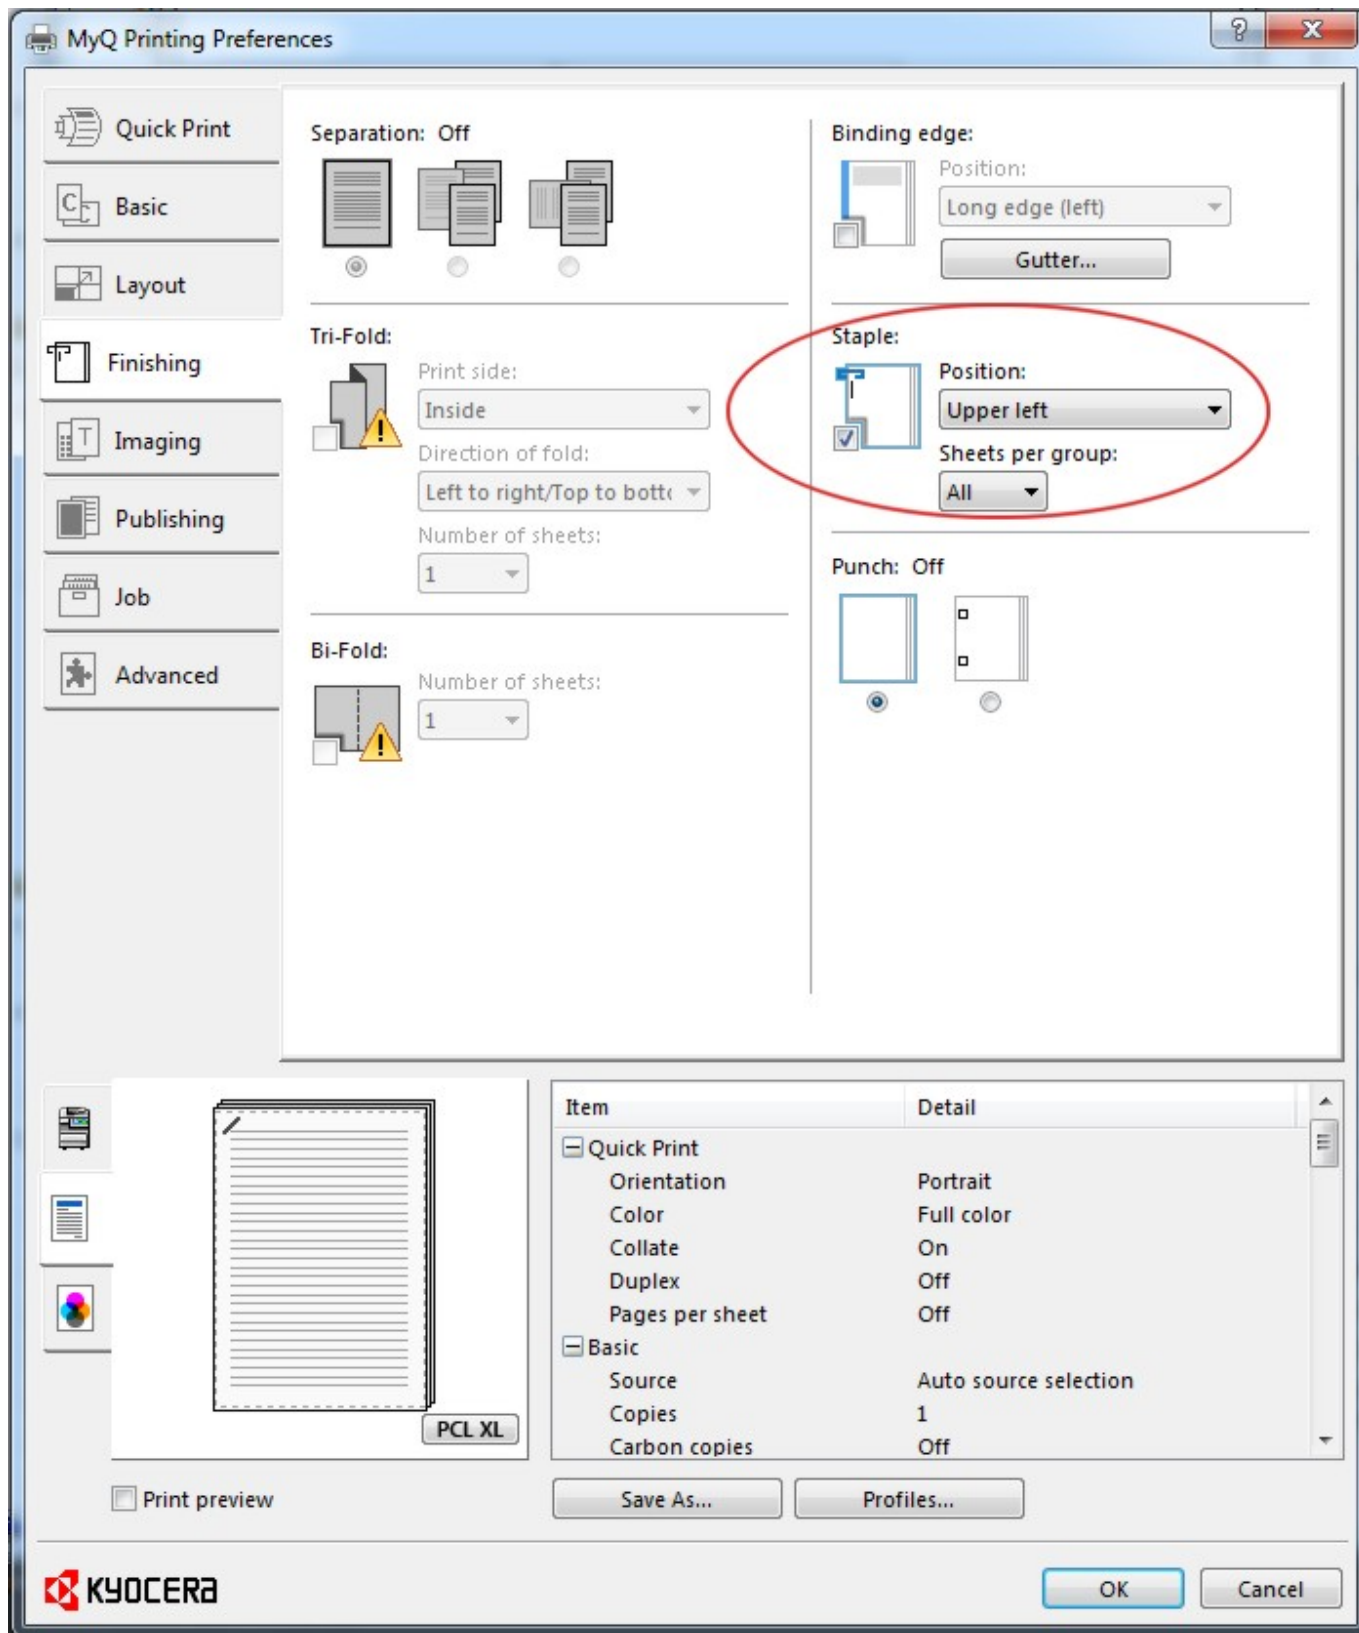 MyQ Printing Preferences
Quick Print
Basic
Layout
Finishing
Imaging
Publishing
Job
Advanced
Separation: Off
Tri-Fold:
Print side:
Inside
Direction of fold:
Left to right/Top to botto
Number of sheets:
1
Bi-Fold:
Number of sheets:
1
Binding edge:
Position:
Long edge (left)
Gutter...
Staple:
Position:
Upper left
Sheets per group:
All
Punch: Off
PCL XL
Print preview
Item Detail
Quick Print
Orientation Portrait
Color Full color
Collate On
Duplex Off
Pages per sheet Off
Basic
Source Auto source selection
Copies 1
Carbon copies Off
Save As... Profiles...
KYOCERA
OK Cancel